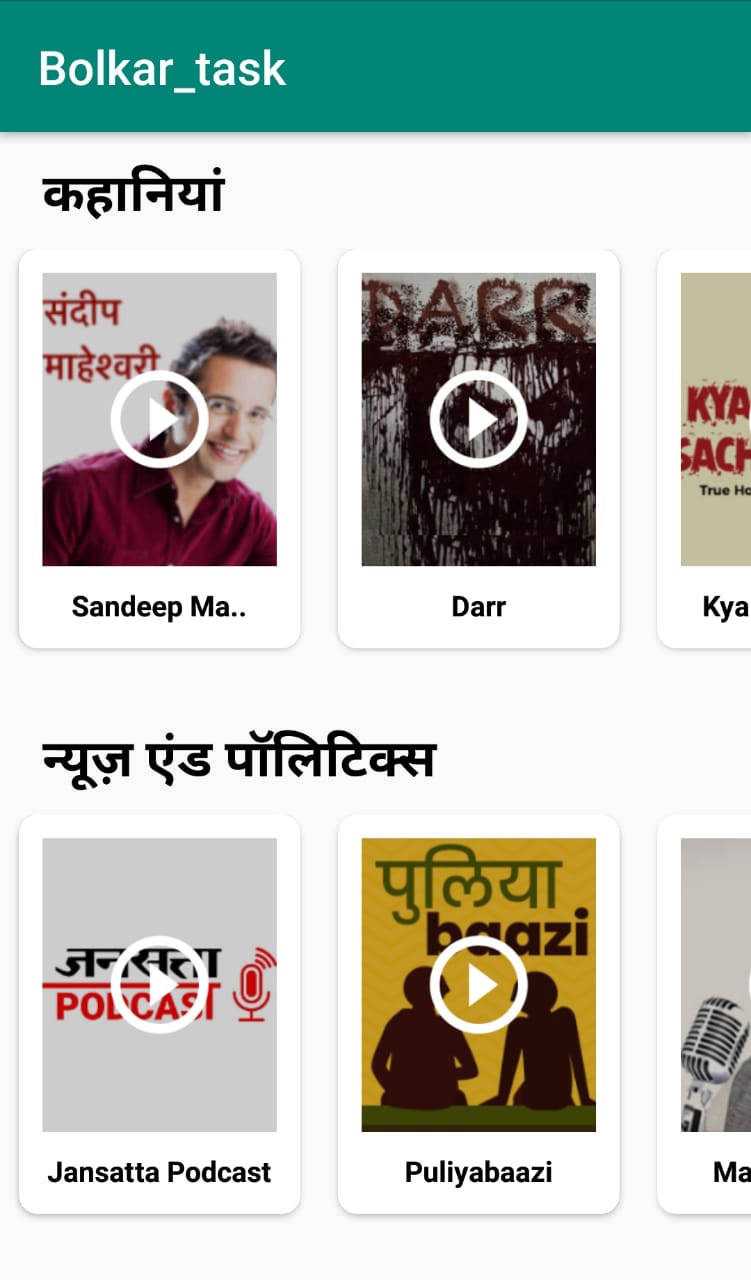 Bolkar_task
कहानियां
संदीप
माहेश्वरी
DARR
KYA
SACH
True Ho
Sandeep Ma..
Darr
Kya
न्यूज़ एंड पॉलिटिक्स
जनसत्ता
PODCAST
पुलिया
baazi
Jansatta Podcast
Puliyabaazi
Ma